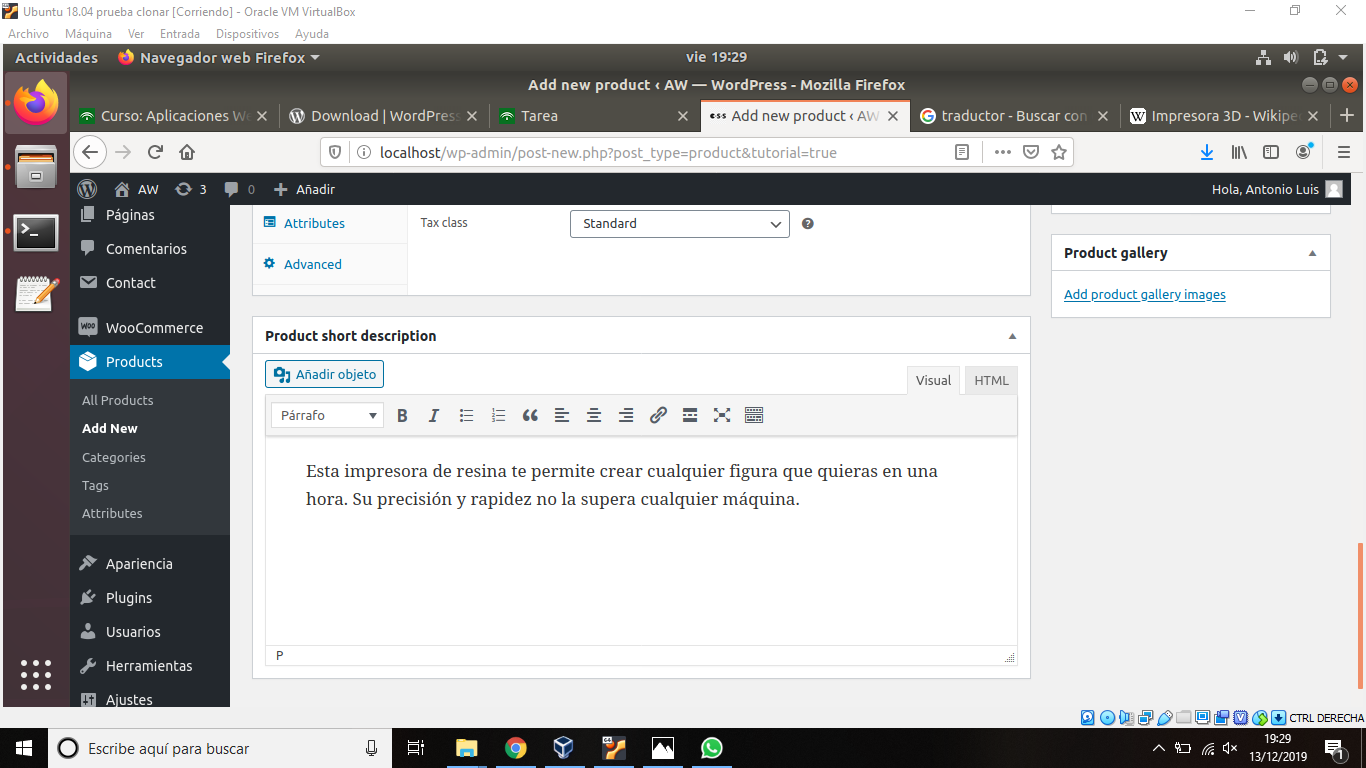 Ubuntu 18.04 prueba clonar [Corriendo] - Oracle VM VirtualBox
Archivo Máquina Ver Entrada Dispositivos Ayuda
Actividades Navegador web Firefox vie 19:29
Add new product ‹ AW — WordPress - Mozilla Firefox
Curso: Aplicaciones We Download | WordPress Tarea css Add new product ‹ AW traductor - Buscar con Impresora 3D - Wikipe
localhost/wp-admin/post-new.php?post_type=product&tutorial=true
AW 3 0 Añadir Hola, Antonio Luis
Páginas
Comentarios
Contact
WooCommerce
Products
All Products
Add New
Categories
Tags
Attributes
Apariencia
Plugins
Usuarios
Herramientas
Ajustes
Attributes
Advanced
Tax class Standard
Product gallery
Add product gallery images
Product short description
Añadir objeto
Visual HTML
Párrafo
Esta impresora de resina te permite crear cualquier figura que quieras en una
hora. Su precisión y rapidez no la supera cualquier máquina.
P
CTRL DERECHA
Escribe aquí para buscar
19:29
13/12/2019
1